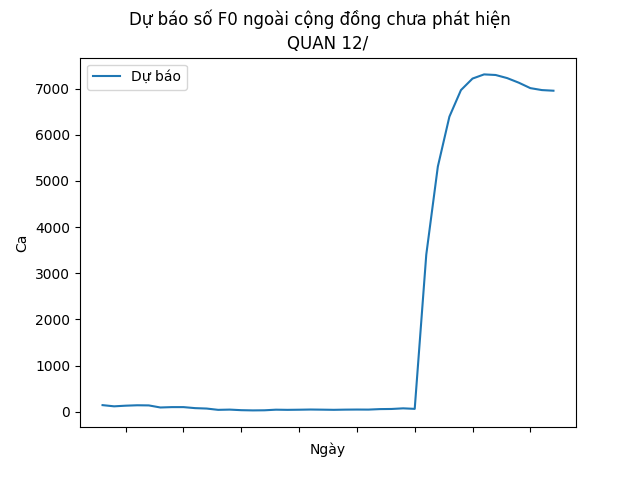 Dự báo số F0 ngoài cộng đồng chưa phát hiện
QUAN 12/
Dự báo
7000
6000
5000
4000
3000
2000
1000
0
Ca
Ngày